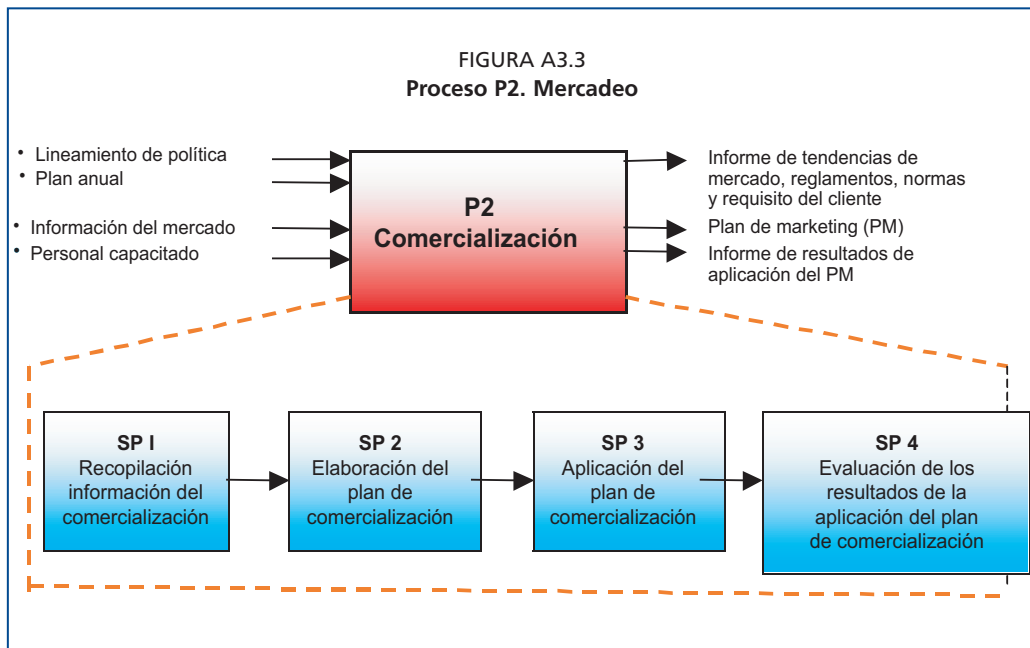 FIGURA A3.3
Proceso P2. Mercadeo
• Lineamiento de política
• Plan anual
• Información del mercado
• Personal capacitado
P2
Comercialización
Informe de tendencias de
mercado, reglamentos, normas
y requisito del cliente
Plan de marketing (PM)
Informe de resultados de
aplicación del PM
SP I
Recopilación
información del
comercialización
SP 2
Elaboración del
plan de
comercialización
SP 3
Aplicación del
plan de
comercialización
SP 4
Evaluación de los
resultados de la
aplicación del plan
de comercialización